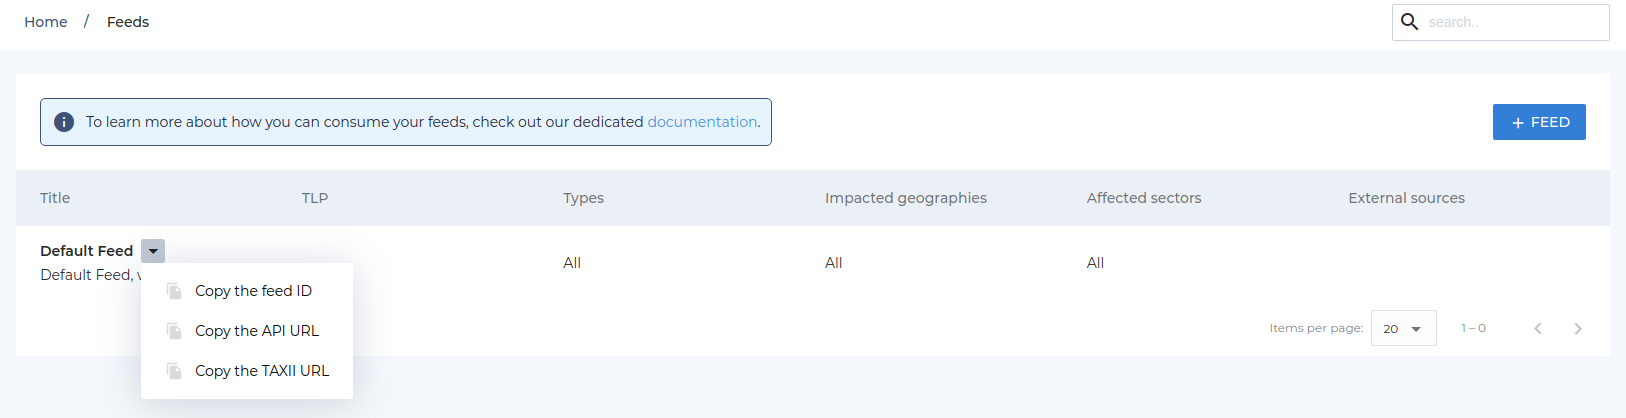 Home / Feeds
search..
To learn more about how you can consume your feeds, check out our dedicated documentation.
+ FEED
Title TLP Types Impacted geographies Affected sectors External sources
Default Feed
Default Feed,
All All All
Copy the feed ID
Copy the API URL
Copy the TAXII URL
Items per page: 20 1 – 0